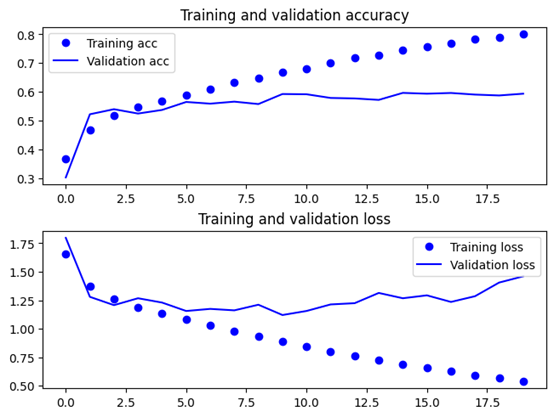 Training and validation accuracy
0.8
0.7
0.6
0.5
0.4
0.3
Training acc
Validation acc
0.0 2.5 5.0 7.5 10.0 12.5 15.0 17.5
Training and validation loss
1.75
1.50
1.25
1.00
0.75
0.50
Training loss
Validation loss
0.0 2.5 5.0 7.5 10.0 12.5 15.0 17.5